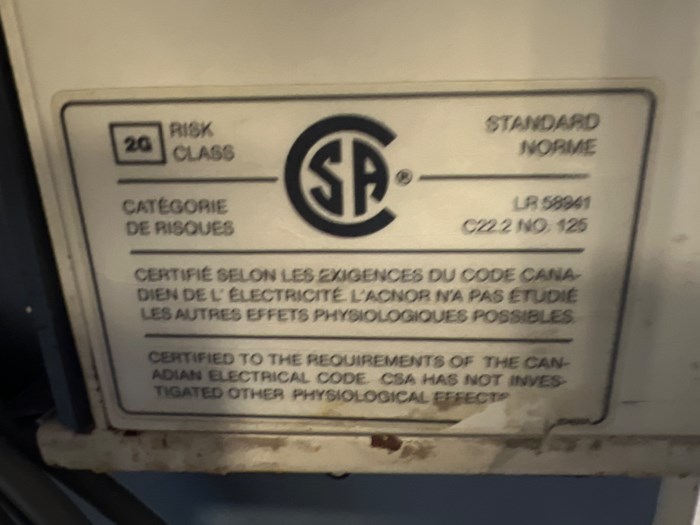 2G RISK
CLASS
CATÉGORIE
DE RISQUES
CSA ®
STANDARD
NORME
LR 58941
C22.2 NO. 125
CERTIFIÉ SELON LES EXIGENCES DU CODE CANA-
DIEN DE L' ÉLECTRICITÉ. L'ACNOR N'A PAS ÉTUDIÉ
LES AUTRES EFFETS PHYSIOLOGIQUES POSSIBLES.
CERTIFIED TO THE REQUIREMENTS OF THE CAN-
ADIAN ELECTRICAL CODE. CSA HAS NOT INVES-
TIGATED OTHER PHYSIOLOGICAL EFFECTS